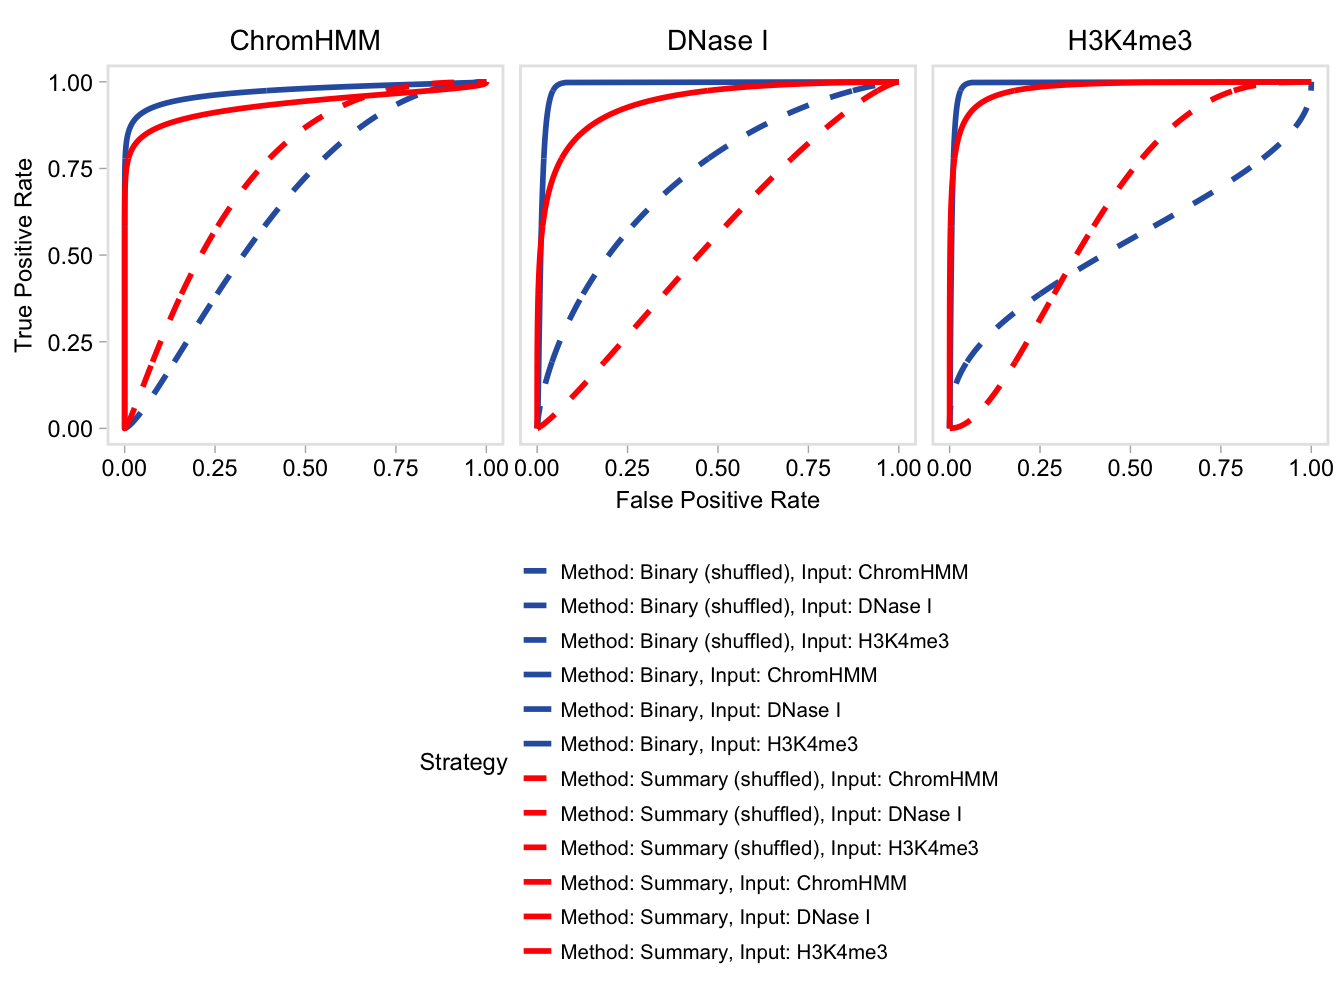 ChromHMM DNase I H3K4me3
True Positive Rate
1.00
0.75
0.50
0.25
0.00
0.00 0.25 0.50 0.75 1.00 0.00 0.25 0.50 0.75 1.00 0.00 0.25 0.50 0.75 1.00
False Positive Rate
Strategy
Method: Binary (shuffled), Input: ChromHMM
Method: Binary (shuffled), Input: DNase I
Method: Binary (shuffled), Input: H3K4me3
Method: Binary, Input: ChromHMM
Method: Binary, Input: DNase I
Method: Binary, Input: H3K4me3
Method: Summary (shuffled), Input: ChromHMM
Method: Summary (shuffled), Input: DNase I
Method: Summary (shuffled), Input: H3K4me3
Method: Summary, Input: ChromHMM
Method: Summary, Input: DNase I
Method: Summary, Input: H3K4me3